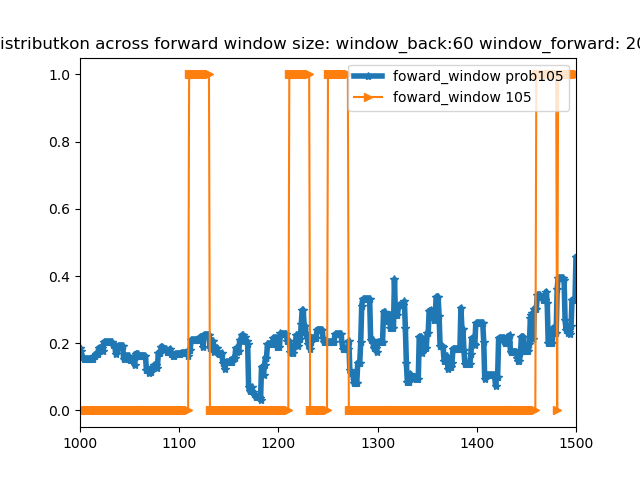 istributkon across forward window size: window_back:60 window_forward: 20
foward_window prob105
foward_window 105
1.0
0.8
0.6
0.4
0.2
0.0
1000 1100 1200 1300 1400 1500